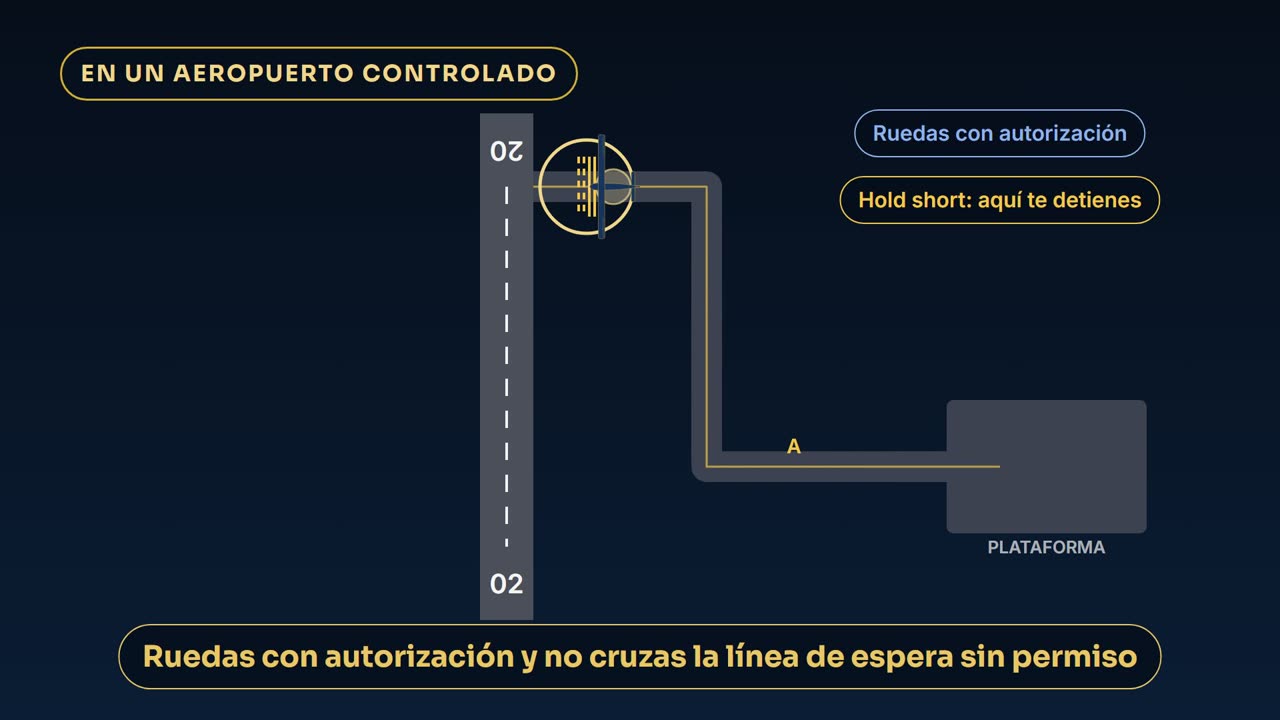 EN UN AEROPUERTO CONTROLADO
Ruedas con autorización
Hold short: aquí te detienes
20
A
PLATAFORMA
02
Ruedas con autorización y no cruzas la línea de espera sin permiso